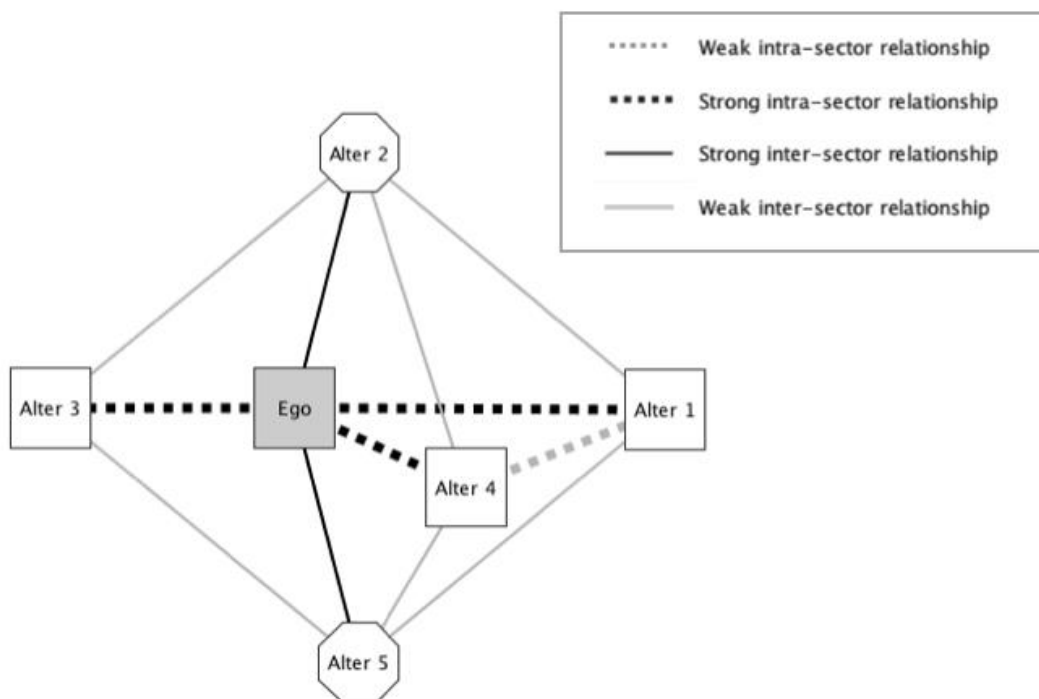 Weak intra-sector relationship
Strong intra-sector relationship
Strong inter-sector relationship
Weak inter-sector relationship
Alter 2
Alter 3
Ego
Alter 1
Alter 4
Alter 5